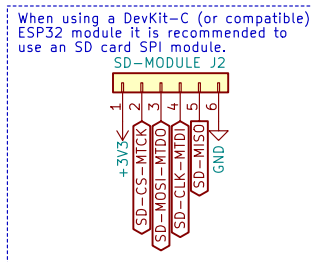 When using a DevKit-C (or compatible)
ESP32 module it is recommended to
use an SD card SPI module.
SD-MODULE J2
1 2 3 4 5 6
+3V3
SD-CS-MTCK
SD-MOSI-MTDO
SD-CLK-MTDI
SD-MISO
GND